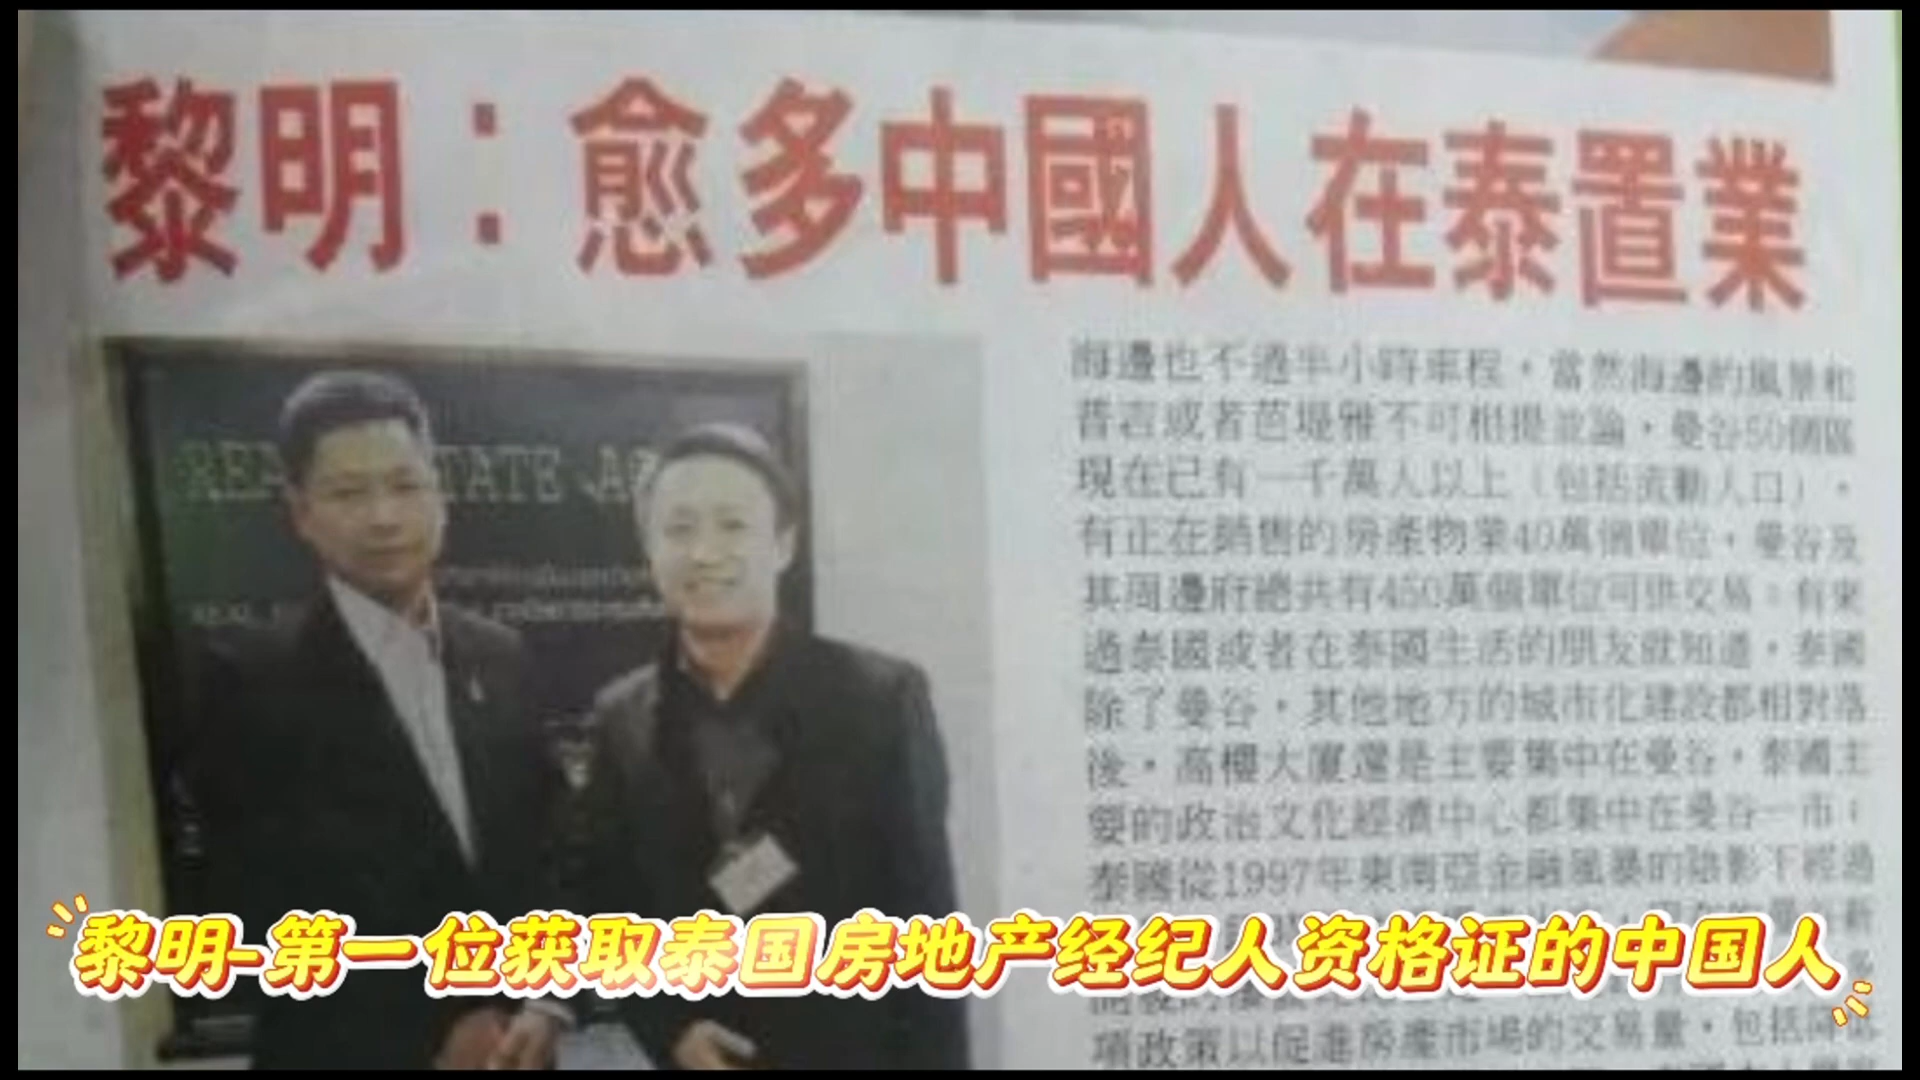 黎明：愈多中國人在泰置業
REAL ESTATE
REAL
海邊也不過半小時車程，當然海邊的風景和
普吉或者芭堤雅不可相提並論，曼谷50個區
現在已有一千萬人以上（包括流動人口），
有正在銷售的房產物業40萬個單位，曼谷及
其周邊府總共有450萬個單位可供交易。有來
過泰國或者在泰國生活的朋友就知道，泰國
除了曼谷，其他地方的城市化建設都相對落
後，高樓大廈還是主要集中在曼谷，泰國主
要的政治文化經濟中心都集中在曼谷一市；
泰國從1997年東南亞金融風暴的陰影下經過
黎明-第一位获取泰国房地产经纪人资格证的中国人
項政策以促進房產市場的交易量，包括降